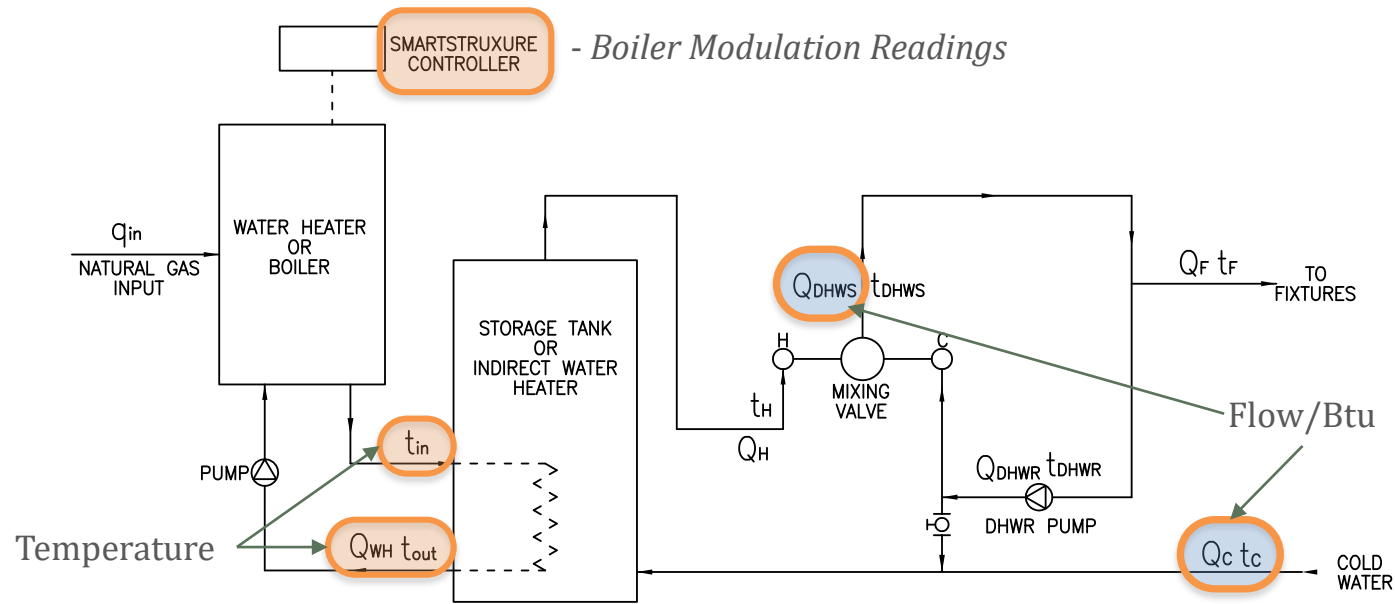 SMARTSTRUXURE
CONTROLLER
- Boiler Modulation Readings
qin
NATURAL GAS
INPUT
WATER HEATER
OR
BOILER
QDHWS tDHWS
QF tF
TO
FIXTURES
STORAGE TANK
OR
INDIRECT WATER
HEATER
H
C
MIXING
VALVE
tH
QH
Flow/Btu
tin
PUMP
QDHWR tDHWR
DHWR PUMP
Temperature
QWH tout
QC tC
COLD
WATER